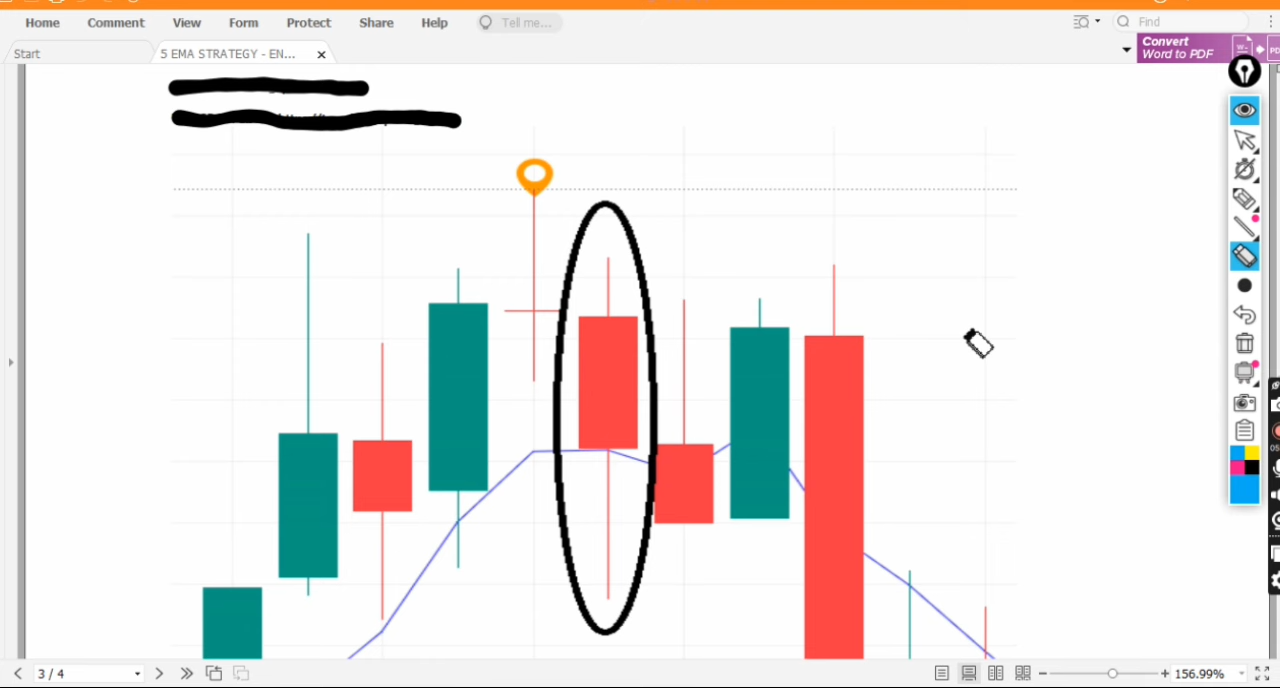 Home Comment View Form Protect Share Help Tell me... Find
Start 5 EMA STRATEGY - EN... Convert
Word to PDF
3 / 4 156.99%